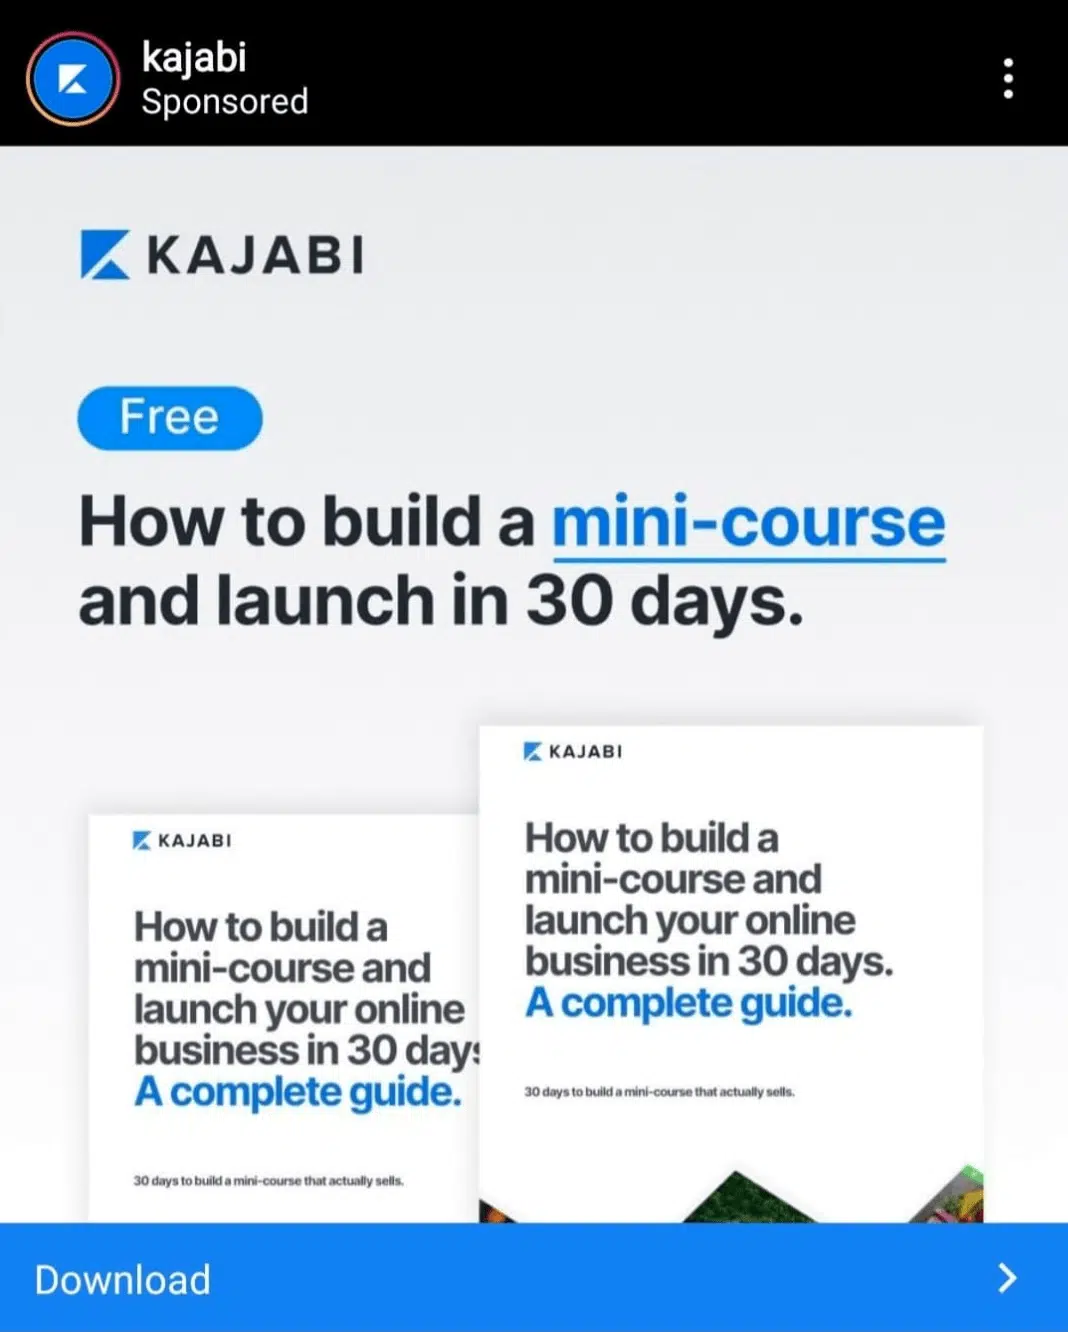 kajabi
Sponsored
KAJABI
Free
How to build a mini-course
and launch in 30 days.
KAJABI
How to build a
mini-course and
launch your online
business in 30 days
A complete guide.
30 days to build a mini-course that actually sells.
KAJABI
How to build a
mini-course and
launch your online
business in 30 days.
A complete guide.
30 days to build a mini-course that actually sells.
Download